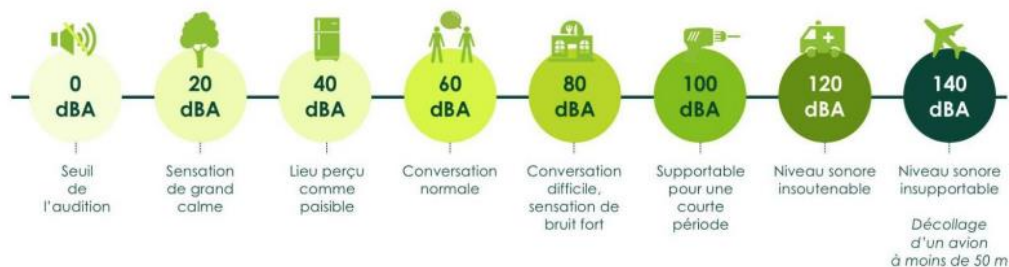 0
dBA
20
dBA
40
dBA
60
dBA
80
dBA
100
dBA
120
dBA
140
dBA
Seuil
de
l'audition
Sensation
de grand
calme
Lieu perçu
comme
paisible
Conversation
normale
Conversation
difficile,
sensation de
bruit fort
Supportable
pour une
courte
période
Niveau sonore
insoutenable
Niveau sonore
insupportable
Décollage
d'un avion
à moins de 50 m